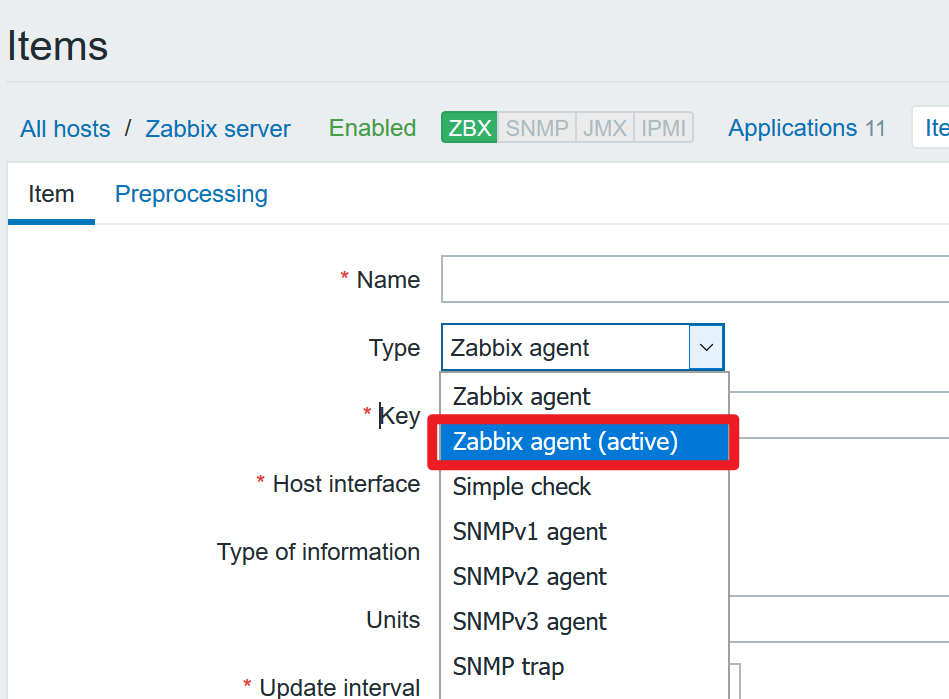 Items
All hosts / Zabbix server Enabled ZBX SNMP JMX IPMI Applications 11 Ite
Item Preprocessing
* Name
Type Zabbix agent
Zabbix agent
* Key
Zabbix agent (active)
* Host interface Simple check
SNMPv1 agent
Type of information
SNMPv2 agent
Units SNMPv3 agent
SNMP trap
* Update interval